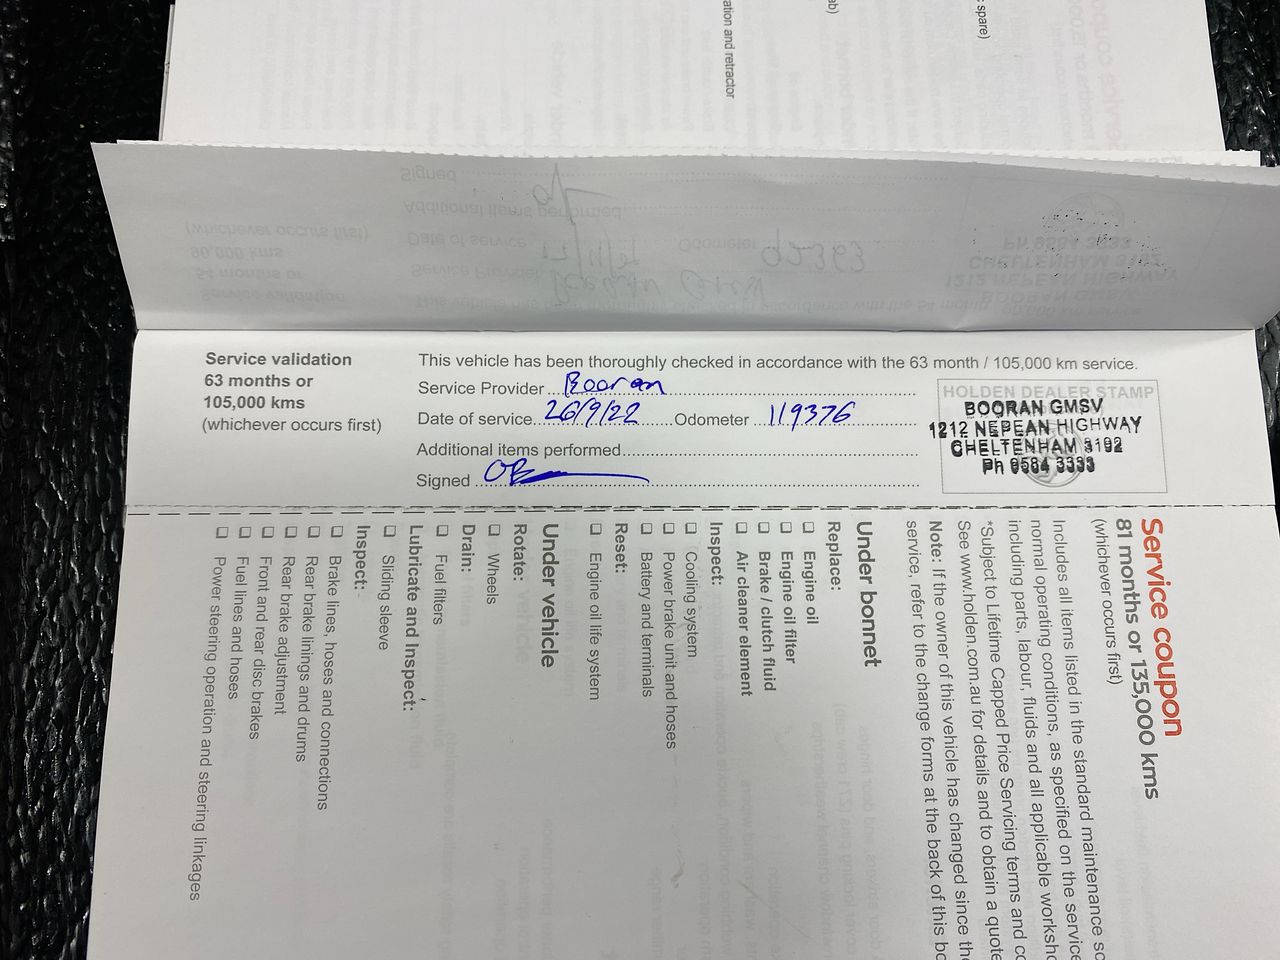 ation and retractor
ab)
spare)
Service validation
63 months or
105,000 kms
(whichever occurs first)
This vehicle has been thoroughly checked in accordance with the 63 month / 105,000 km service.
Service Provider Booran
Date of service 26/9/22 Odometer 119376
Additional items performed
Signed
HOLDEN DEALER STAMP
BOORAN GMSV
1212 NEPEAN HIGHWAY
CHELTENHAM 3192
Ph 9584 3333
Service coupon
81 months or 135,000 kms
(whichever occurs first)
Includes all items listed in the standard maintenance sc
normal operating conditions, as specified on the service
including parts, labour, fluids and all applicable worksho
*Subject to Lifetime Capped Price Servicing terms and co
See www.holden.com.au for details and to obtain a quote
Note: If the owner of this vehicle has changed since the
service, refer to the change forms at the back of this bo
Under bonnet
Replace:
❑ Engine oil
❑ Engine oil filter
❑ Brake / clutch fluid
❑ Air cleaner element
Inspect:
❑ Cooling system
❑ Power brake unit and hoses
❑ Battery and terminals
Reset:
❑ Engine oil life system
Under vehicle
Rotate:
❑ Wheels
Drain:
❑ Fuel filters
Lubricate and Inspect:
❑ Sliding sleeve
Inspect:
❑ Brake lines, hoses and connections
❑ Rear brake linings and drums
❑ Rear brake adjustment
❑ Front and rear disc brakes
❑ Fuel lines and hoses
❑ Power steering operation and steering linkages